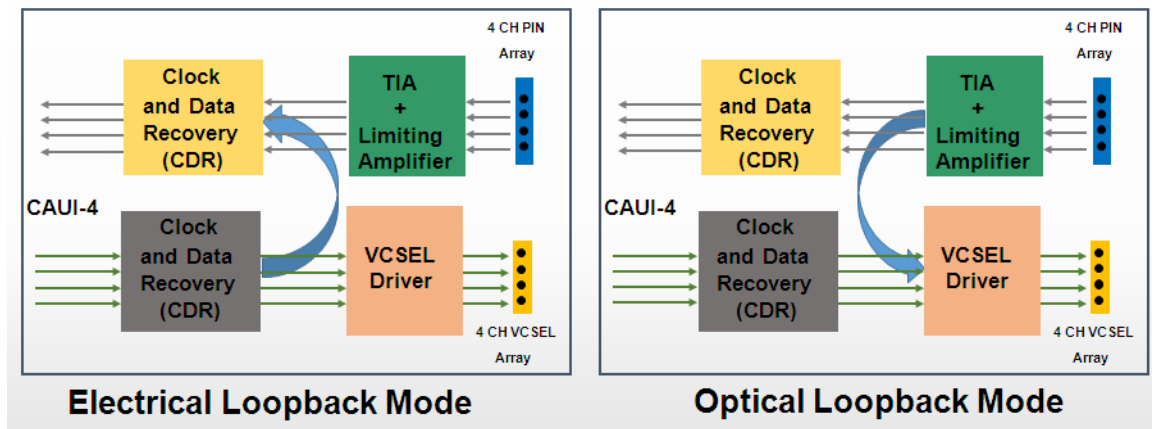 4 CH PIN
Array
Clock
and Data
Recovery
(CDR)
TIA
+
Limiting
Amplifier
CAUI-4
Clock
and Data
Recovery
(CDR)
VCSEL
Driver
4 CH VCSEL
Array
Electrical Loopback Mode
4 CH PIN
Array
Clock
and Data
Recovery
(CDR)
TIA
+
Limiting
Amplifier
CAUI-4
Clock
and Data
Recovery
(CDR)
VCSEL
Driver
4 CH VCSEL
Array
Optical Loopback Mode